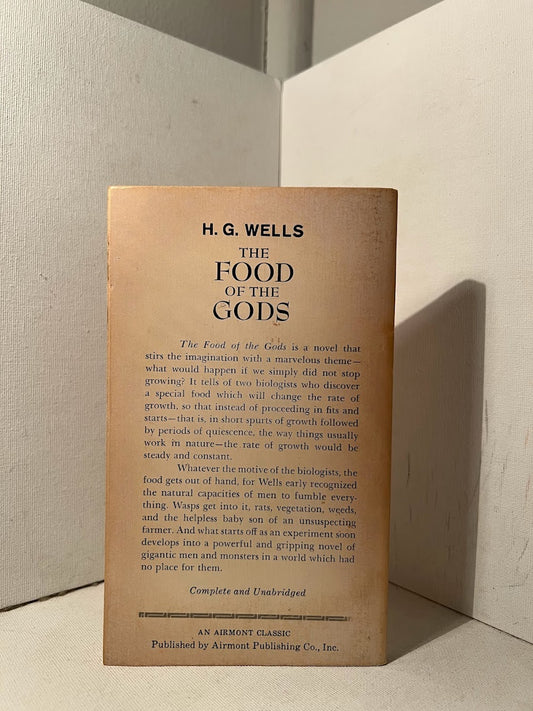 H. G. WELLS
THE
FOOD
OF THE
GODS
The Food of the Gods is a novel that
stirs the imagination with a marvelous theme—
what would happen if we simply did not stop
growing? It tells of two biologists who discover
a special food which will change the rate of
growth, so that instead of proceeding in fits and
starts—that is, in short spurts of growth followed
by periods of quiescence, the way things usually
work in nature—the rate of growth would be
steady and constant.
Whatever the motive of the biologists, the
food gets out of hand, for Wells early recognized
the natural capacities of men to fumble every-
thing. Wasps get into it, rats, vegetation, weeds,
and the helpless baby son of an unsuspecting
farmer. And what starts off as an experiment soon
develops into a powerful and gripping novel of
gigantic men and monsters in a world which had
no place for them.
Complete and Unabridged
AN AIRMONT CLASSIC
Published by Airmont Publishing Co., Inc.